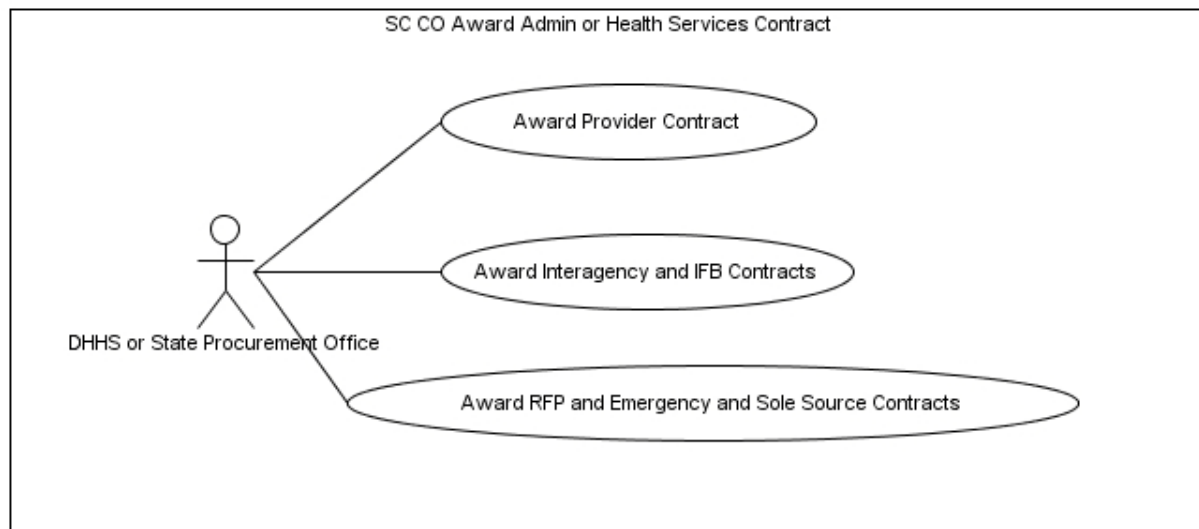 SC CO Award Admin or Health Services Contract
Award Provider Contract
Award Interagency and IFB Contracts
DHHS or State Procurement Office
Award RFP and Emergency and Sole Source Contracts